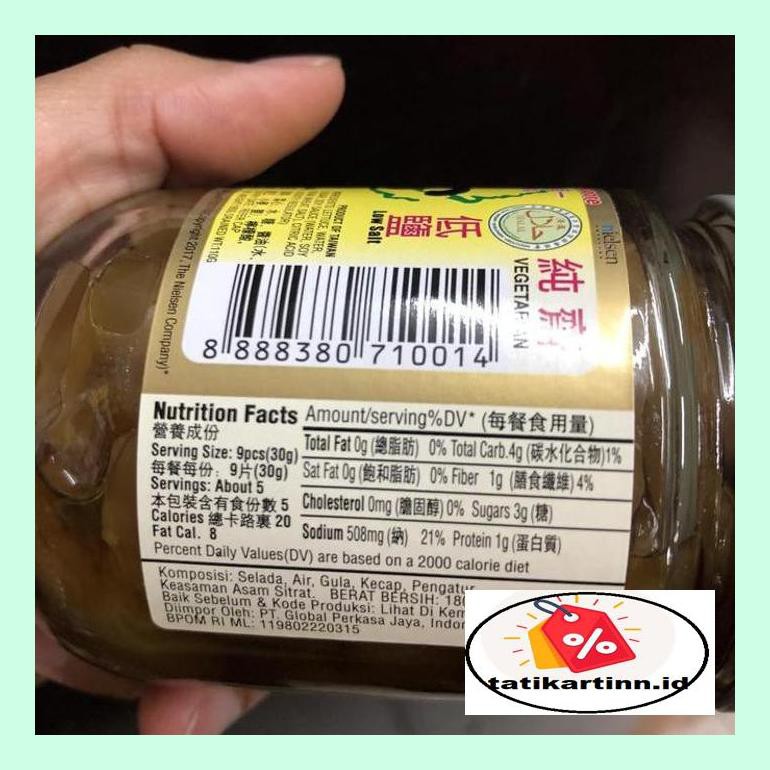 nielsen
純
VEGETARIAN
HALAL
低鹽
Low Salt
PRODUCT OF TAIWAN
8 888380 710014
Copyright 2017, The Nielsen Company
Nutrition Facts
營養成份
Serving Size: 9pcs(30g)
每餐每份: 9片(30g)
Servings: About 5
本包裝含有食份數 5
Calories 總卡路裏 20
Fat Cal. 8
Amount/serving%DV* (每餐食用量)
Total Fat 0g (總脂肪) 0% Total Carb.4g (碳水化合物)1%
Sat Fat 0g (飽和脂肪) 0% Fiber 1g (膳食纖維) 4%
Cholesterol 0mg (膽固醇) 0% Sugars 3g (糖)
Sodium 508mg (納) 21% Protein 1g (蛋白質)
Percent Daily Values(DV) are based on a 2000 calorie diet
Komposisi: Selada, Air, Gula, Kecap, Pengatur
Keasaman Asam Sitrat. BERAT BERSIH:
Baik Sebelum & Kode Produksi: Lihat Di
Diimpor Oleh: PT. Global Perkasa Jaya,
BPOM RI ML: 119802220315
%
tatikartinn.id